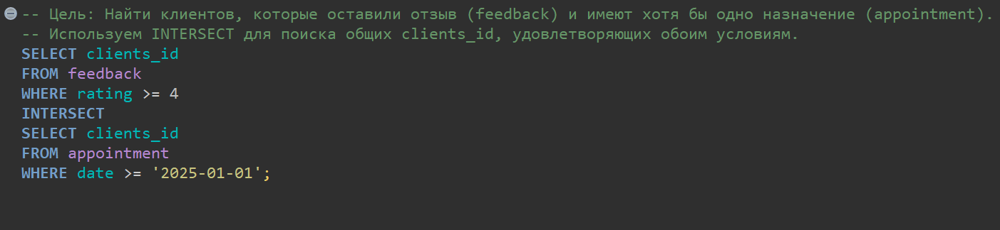 -- Цель: Найти клиентов, которые оставили отзыв (feedback) и имеют хотя бы одно назначение (appointment).
-- Используем INTERSECT для поиска общих clients_id, удовлетворяющих обоим условиям.
SELECT clients_id
FROM feedback
WHERE rating >= 4
INTERSECT
SELECT clients_id
FROM appointment
WHERE date >= '2025-01-01';